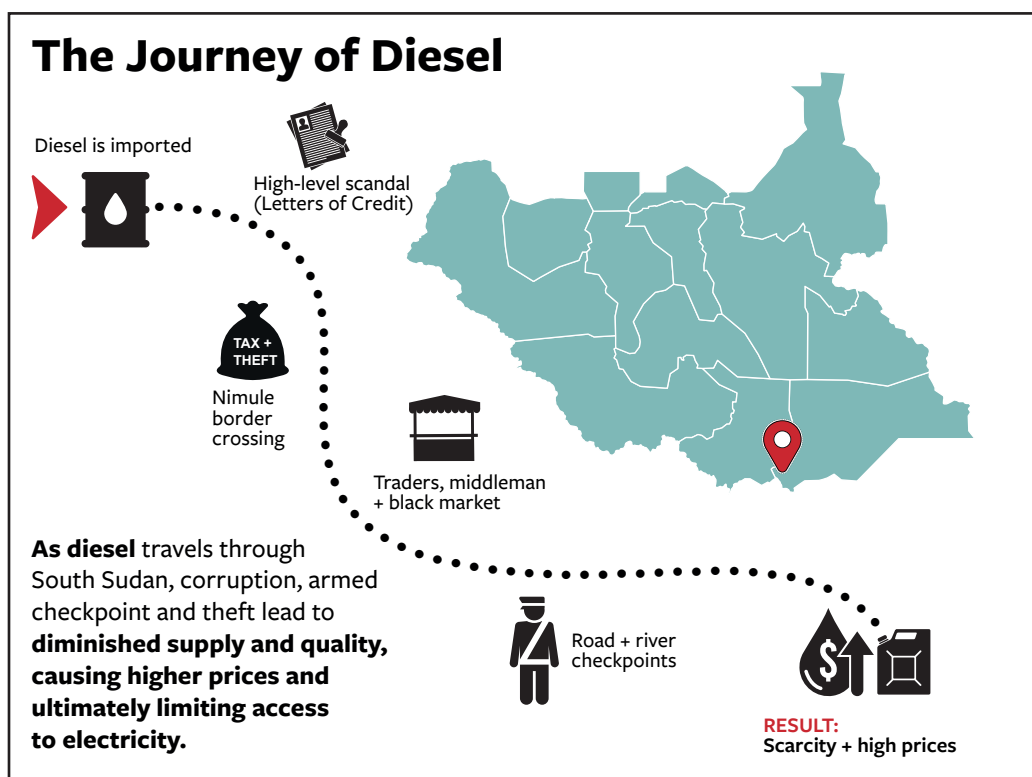 The Journey of Diesel
Diesel is imported
High-level scandal
(Letters of Credit)
TAX +
THEFT
Nimule
border
crossing
Traders, middleman
+ black market
As diesel travels through
South Sudan, corruption, armed
checkpoint and theft lead to
diminished supply and quality,
causing higher prices and
ultimately limiting access
to electricity.
Road + river
checkpoints
$
RESULT:
Scarcity + high prices